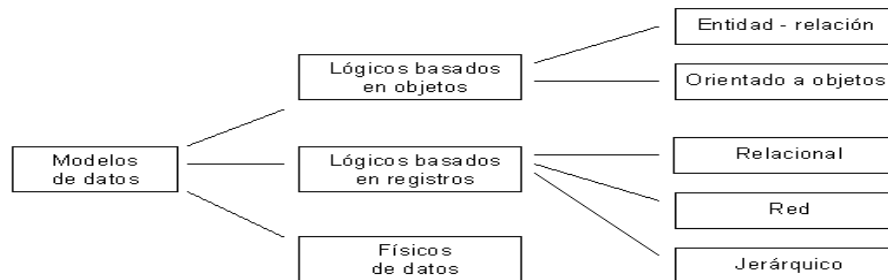 Entidad - relación
Lógicos basados
en objetos
Orientado a objetos
Modelos
de datos
Lógicos basados
en registros
Relacional
Red
Físicos
de datos
Jerárquico